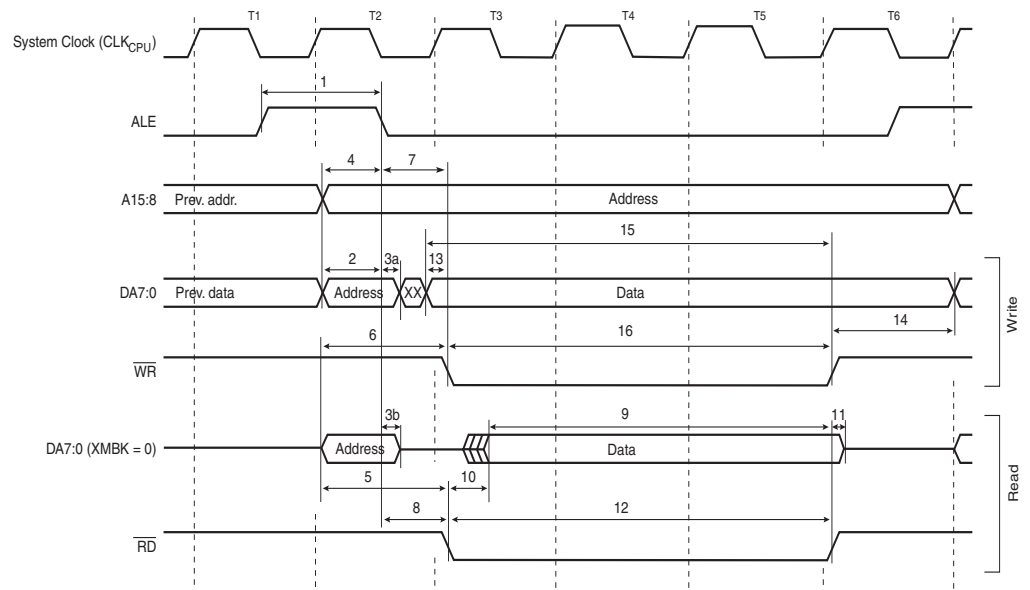 T1 T2 T3 T4 T5 T6
System Clock (CLKCPU)
1
ALE
4 7
A15:8 Prev. addr. Address
15
2 3a 13
DA7:0 Prev. data Address XX Data
14
6 16
WR
Write
3b 9 11
DA7:0 (XMBK = 0) Address Data
5 10
8 12
RD
Read